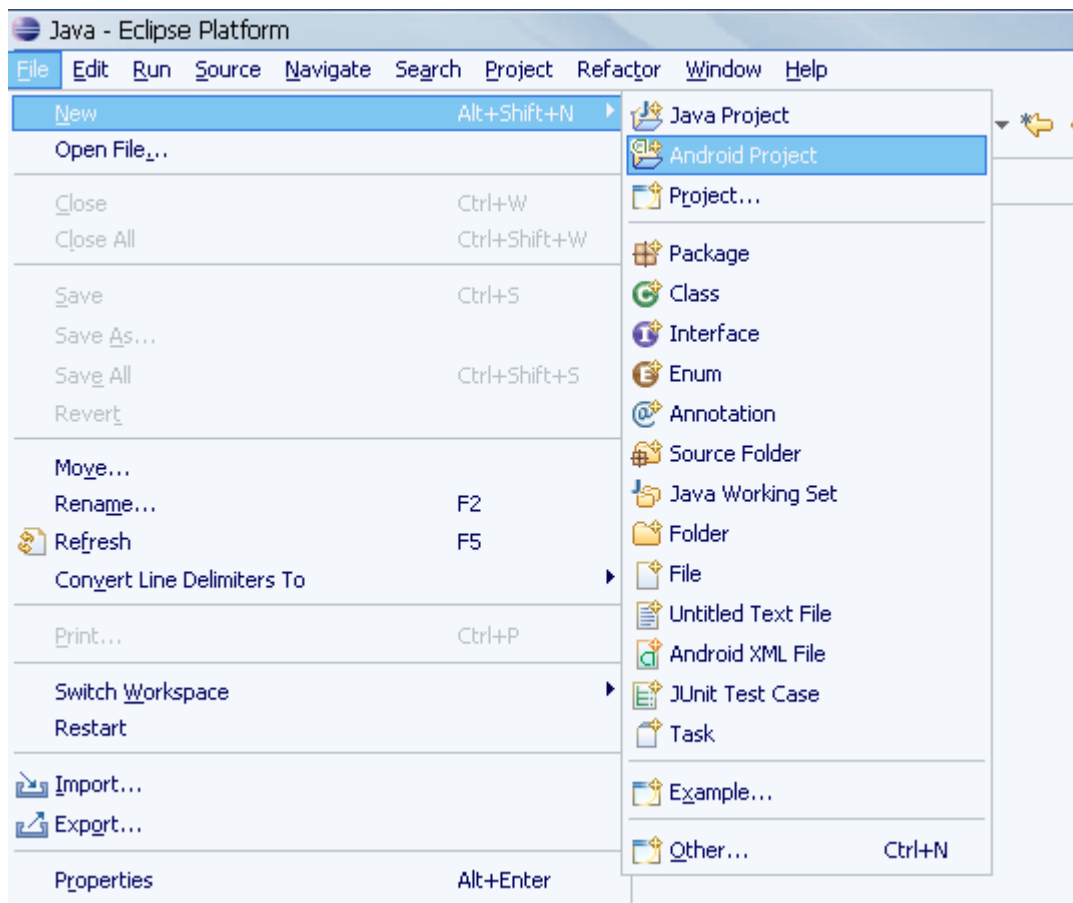 Java - Eclipse Platform
File Edit Run Source Navigate Search Project Refactor Window Help
New Alt+Shift+N
Open File...
Close Ctrl+W
Close All Ctrl+Shift+W
Save Ctrl+S
Save As...
Save All Ctrl+Shift+S
Revert
Move...
Rename... F2
Refresh F5
Convert Line Delimiters To
Print... Ctrl+P
Switch Workspace
Restart
Import...
Export...
Properties Alt+Enter
Java Project
Android Project
Project...
Package
Class
Interface
Enum
Annotation
Source Folder
Java Working Set
Folder
File
Untitled Text File
Android XML File
JUnit Test Case
Task
Example...
Other... Ctrl+N